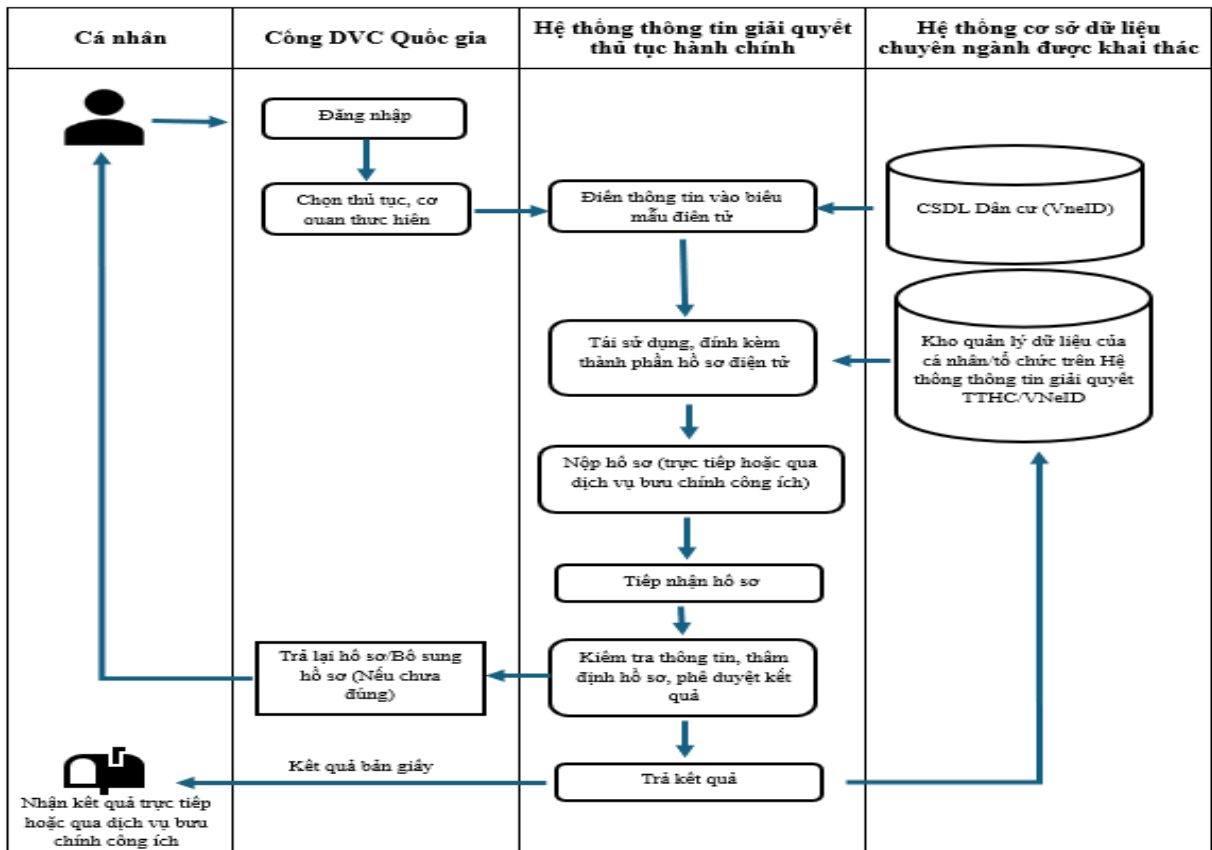 Cá nhân
Cổng DVC Quốc gia
Hệ thống thông tin giải quyết
thủ tục hành chính
Hệ thống cơ sở dữ liệu
chuyên ngành được khai thác
Đăng nhập
Chọn thủ tục, cơ
quan thực hiện
Điền thông tin vào biểu
mẫu điện tử
CSDL Dân cư (VneID)
Tái sử dụng, đính kèm
thành phần hồ sơ điện tử
Kho quản lý dữ liệu của
cá nhân/tổ chức trên Hệ
thống thông tin giải quyết
TTHC/VNeID
Nộp hồ sơ (trực tiếp hoặc qua
dịch vụ bưu chính công ích)
Tiếp nhận hồ sơ
Kiểm tra thông tin, thẩm
định hồ sơ, phê duyệt kết
quả
Trả lại hồ sơ/Bổ sung
hồ sơ (Nếu chưa
đúng)
Trả kết quả
Kết quả bản giấy
Nhận kết quả trực tiếp
hoặc qua dịch vụ bưu
chính công ích